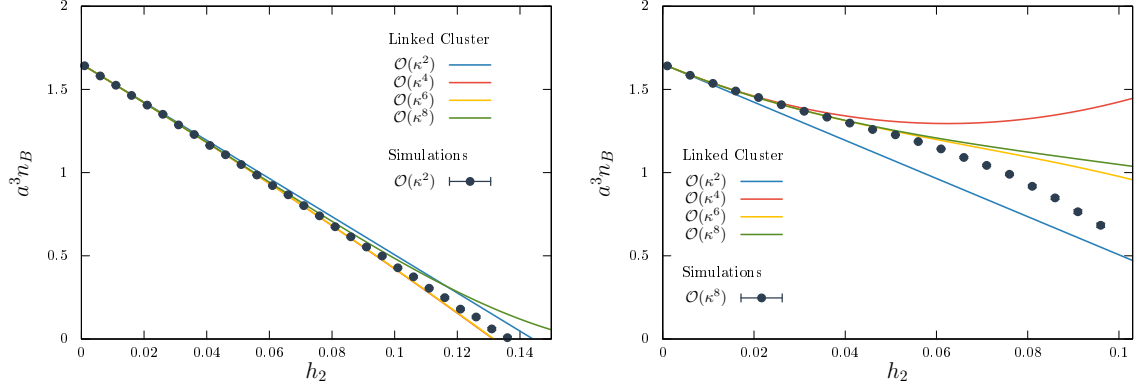 2
1.5
1
0.5
0
a³n_B
0 0.02 0.04 0.06 0.08 0.1 0.12 0.14
h₂
Linked Cluster
𝒪(κ²)
𝒪(κ⁴)
𝒪(κ⁶)
𝒪(κ⁸)
Simulations
𝒪(κ²)
2
1.5
1
0.5
0
a³n_B
0 0.02 0.04 0.06 0.08 0.1
h₂
Linked Cluster
𝒪(κ²)
𝒪(κ⁴)
𝒪(κ⁶)
𝒪(κ⁸)
Simulations
𝒪(κ⁸)